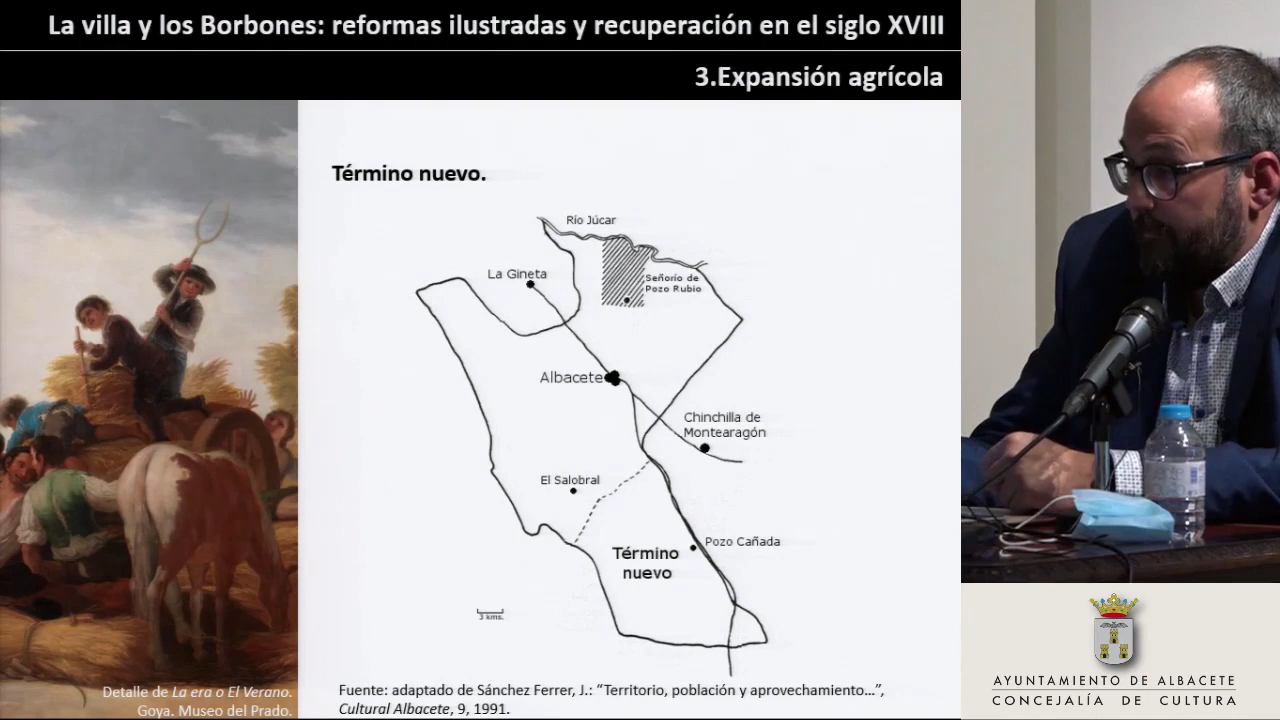 La villa y los Borbones: reformas ilustradas y recuperación en el siglo XVIII
3.Expansión agrícola
Término nuevo.
Río Júcar
La Gineta
Señorío de
Pozo Rubio
Albacete
Chinchilla de
Montearagón
El Salobral
Pozo Cañada
Término
nuevo
3 kms.
Detalle de La era o El Verano.
Goya. Museo del Prado.
Fuente: adaptado de Sánchez Ferrer, J.: “Territorio, población y aprovechamiento…”,
Cultural Albacete, 9, 1991.
AYUNTAMIENTO DE ALBACETE
CONCEJALÍA DE CULTURA